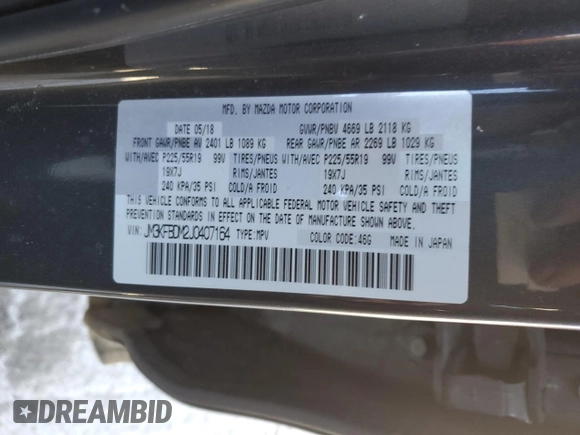 MFD. BY MAZDA MOTOR CORPORATION
DATE 05/18 GVWR/PNBV 4669 LB 2118 KG
FRONT GAWR/PNBE AV 2401 LB 1089 KG REAR GAWR/PNBE AR 2269 LB 1029 KG
WITH/AVEC P225/55R19 99V TIRES/PNEUS WITH/AVEC P225/55R19 99V TIRES/PNEUS
19X7J RIMS/JANTES 19X7J RIMS/JANTES
240 KPA/35 PSI COLD/A FROID 240 KPA/35 PSI COLD/A FROID
THIS VEHICLE CONFORMS TO ALL APPLICABLE FEDERAL MOTOR VEHICLE SAFETY AND
THEFT PREVENTION STANDARDS IN EFFECT ON THE DATE OF MANUFACTURE SHOWN ABOVE.
VIN: JM3KFBDM2J0407164 TYPE:MPV COLOR CODE:46G MADE IN JAPAN
DREAMBID